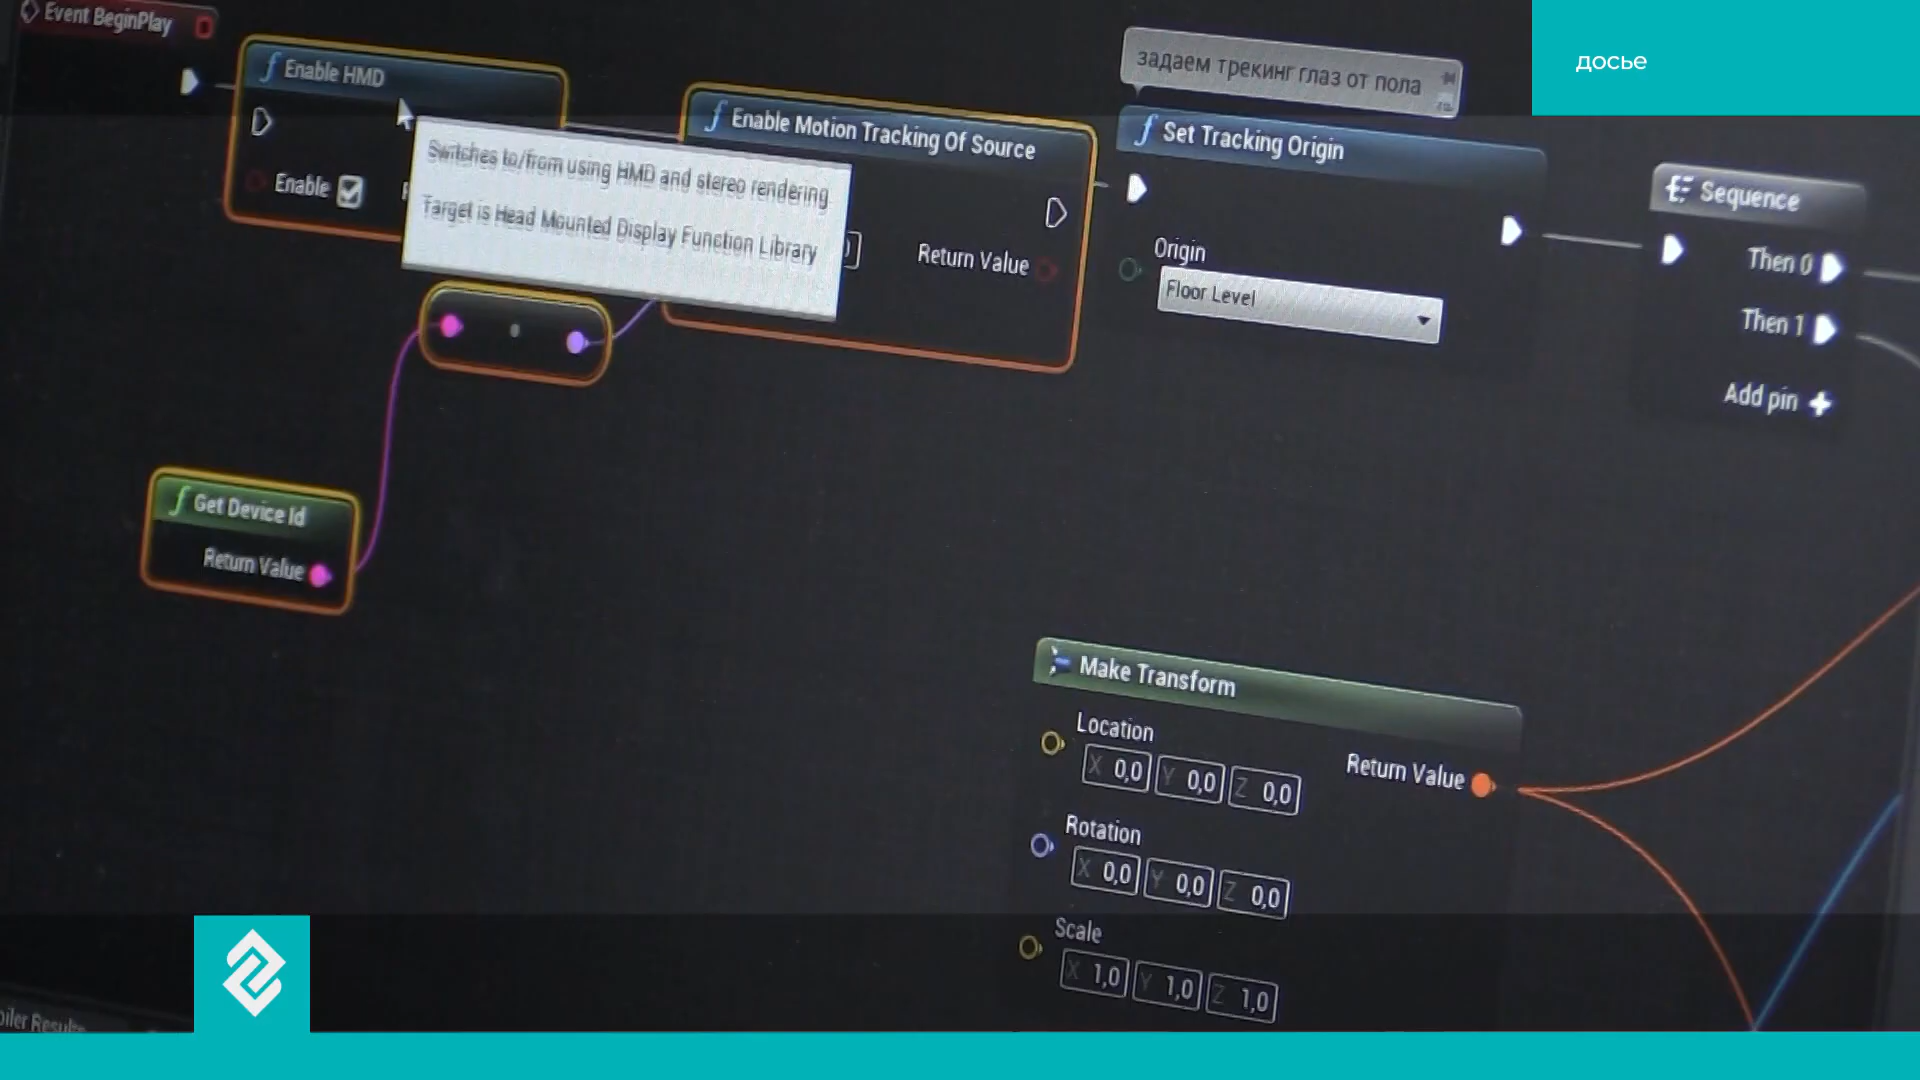 Event BeginPlay
досье
Enable HMD
задаем трекинг глаз от пола
Enable Motion Tracking Of Source
Set Tracking Origin
Switches to/from using HMD and stereo rendering
Target is Head Mounted Display Function Library
Enable
Sequence
Return Value
Origin
Floor Level
Then 0
Then 1
Add pin
Get Device Id
Return Value
Make Transform
Location
X 0,0 Y 0,0 Z 0,0
Return Value
Rotation
X 0,0 Y 0,0 Z 0,0
Scale
X 1,0 Y 1,0 Z 1,0
Results